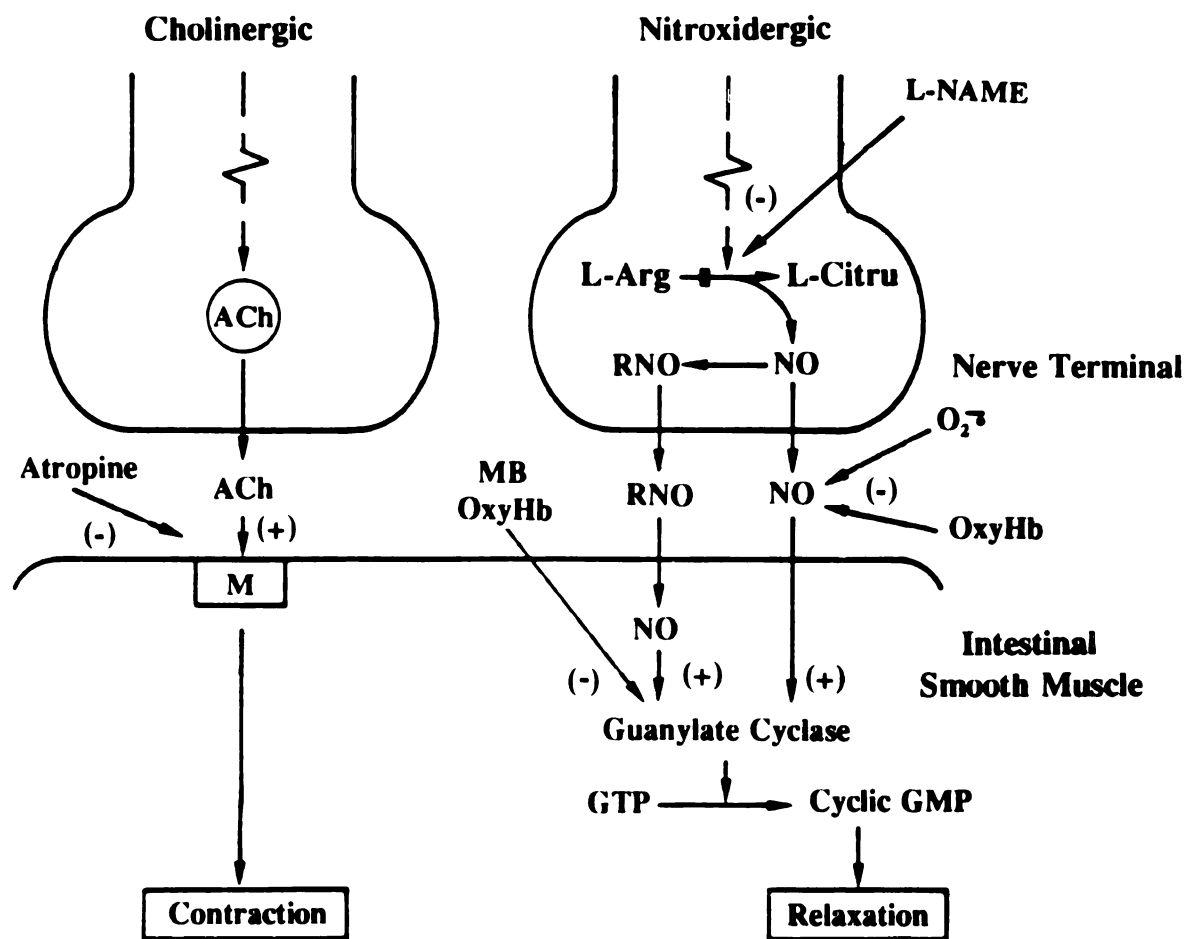 Cholinergic
Nitroxidergic
L-NAME
(-)
L-Arg
L-Citru
ACh
RNO
NO
Nerve Terminal
O₂⁻
Atropine
ACh
MB
OxyHb
RNO
NO
(-)
OxyHb
(-)
(+)
M
NO
Intestinal
Smooth Muscle
(-)
(+)
(+)
Guanylate Cyclase
GTP
Cyclic GMP
Contraction
Relaxation